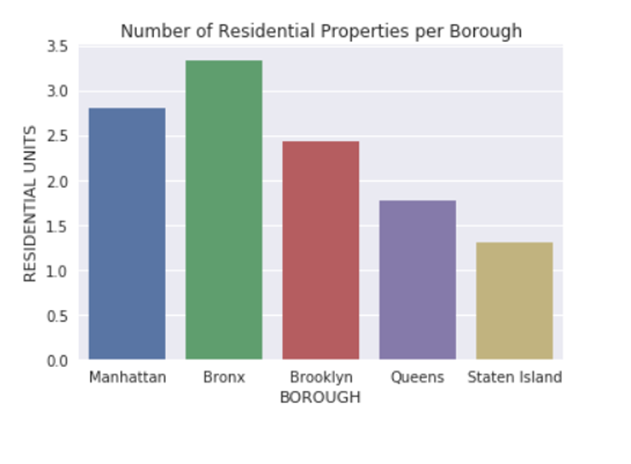 Number of Residential Properties per Borough
3.5
3.0
2.5
2.0
1.5
1.0
0.5
0.0
RESIDENTIAL UNITS
Manhattan Bronx Brooklyn Queens Staten Island
BOROUGH